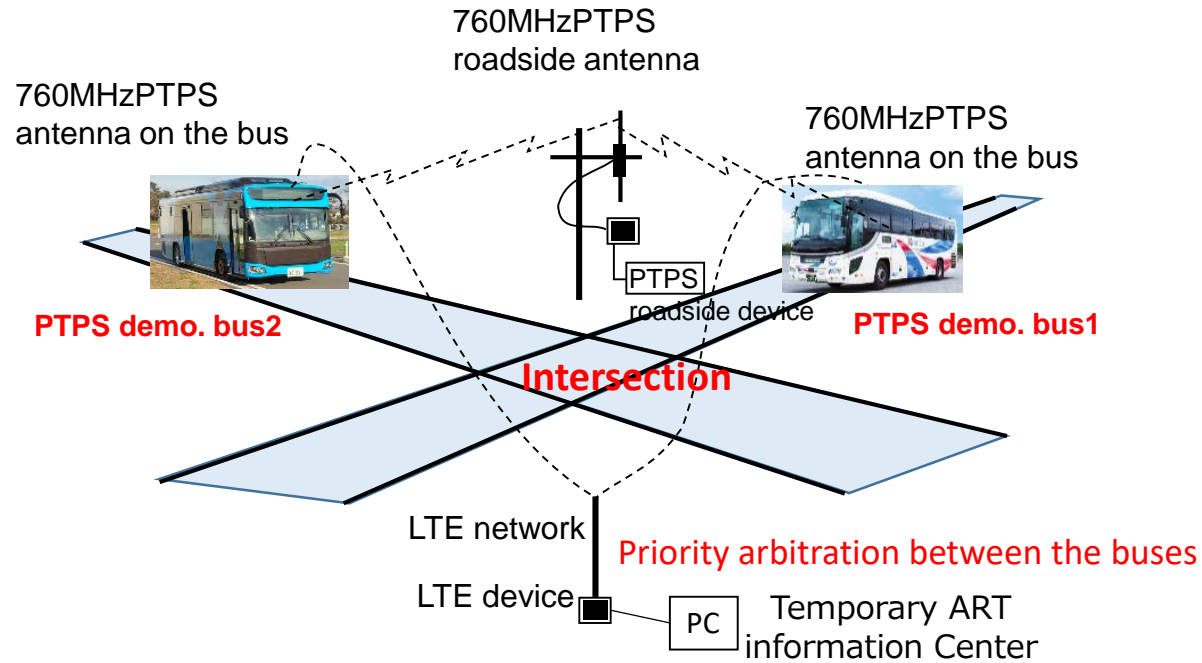 760MHzPTPS
roadside antenna
760MHzPTPS
antenna on the bus
760MHzPTPS
antenna on the bus
PTPS
roadside device
PTPS demo. bus2
PTPS demo. bus1
Intersection
LTE network
Priority arbitration between the buses
LTE device
PC
Temporary ART
information Center